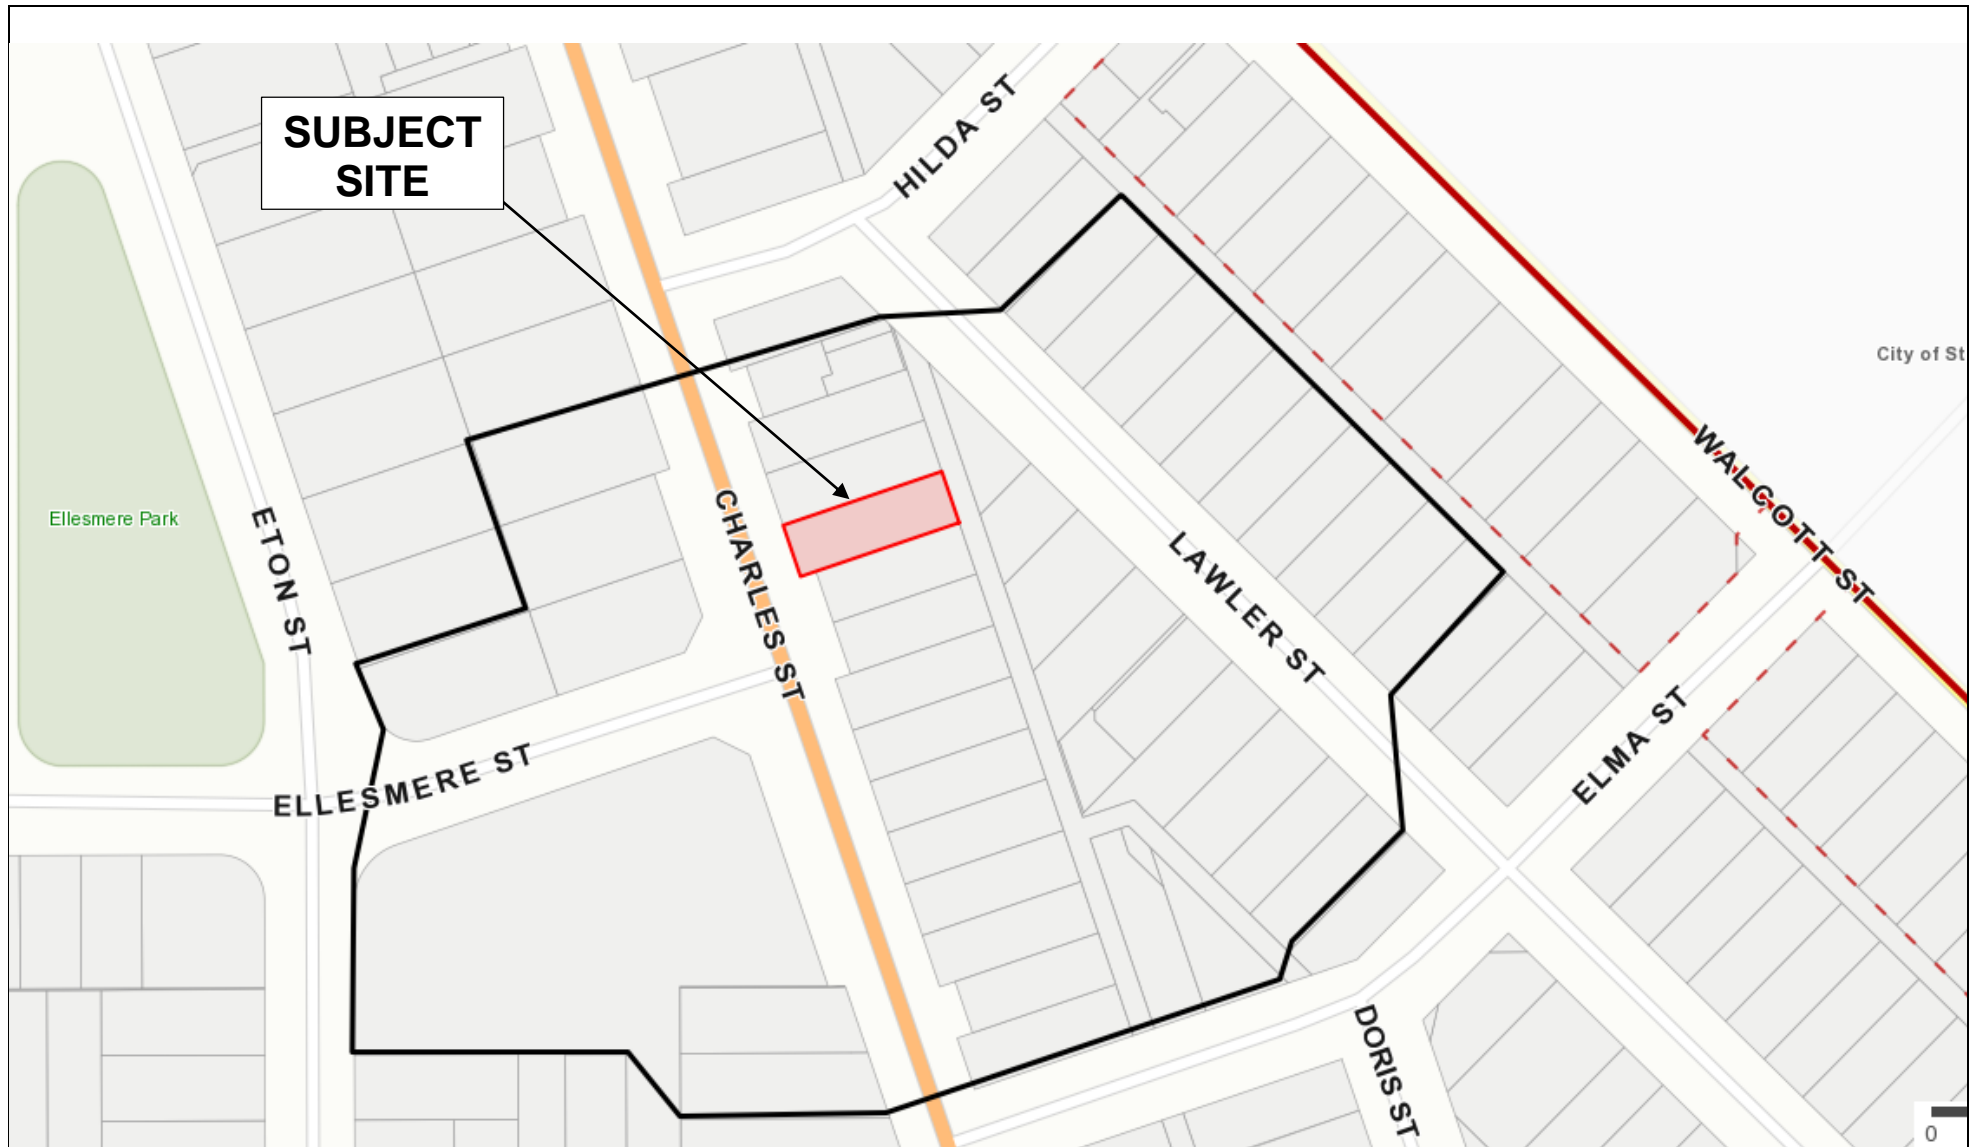 SUBJECT
SITE
HILDA ST
City of St
WALCOTT ST
Ellesmere Park
ETON ST
CHARLES ST
LAWLER ST
ELMA ST
ELLESMERE ST
DORIS ST
0